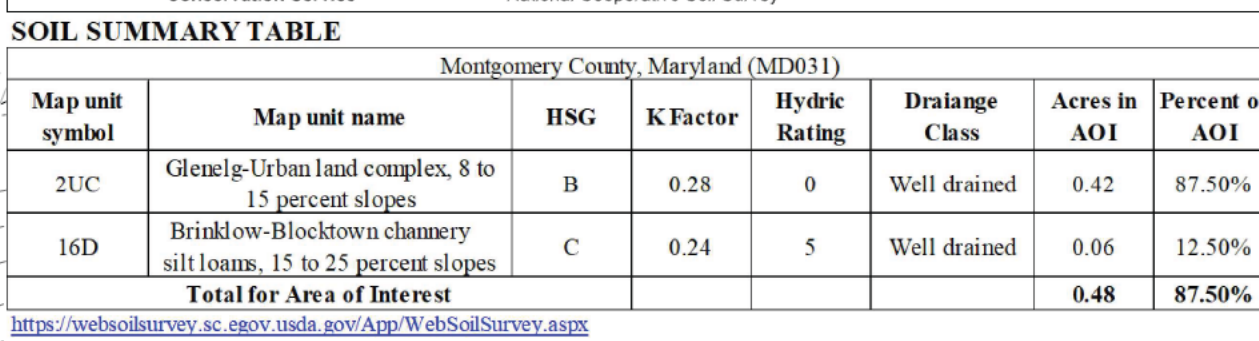 SOIL SUMMARY TABLE
Montgomery County, Maryland (MD031)
Map unit symbol | Map unit name | HSG | K Factor | Hydric Rating | Draiange Class | Acres in AOI | Percent o AOI
2UC | Glenelg-Urban land complex, 8 to 15 percent slopes | B | 0.28 | 0 | Well drained | 0.42 | 87.50%
16D | Brinklow-Blocktown channery silt loams, 15 to 25 percent slopes | C | 0.24 | 5 | Well drained | 0.06 | 12.50%
Total for Area of Interest | 0.48 | 87.50%
https://websoilsurvey.sc.egov.usda.gov/App/WebSoilSurvey.aspx